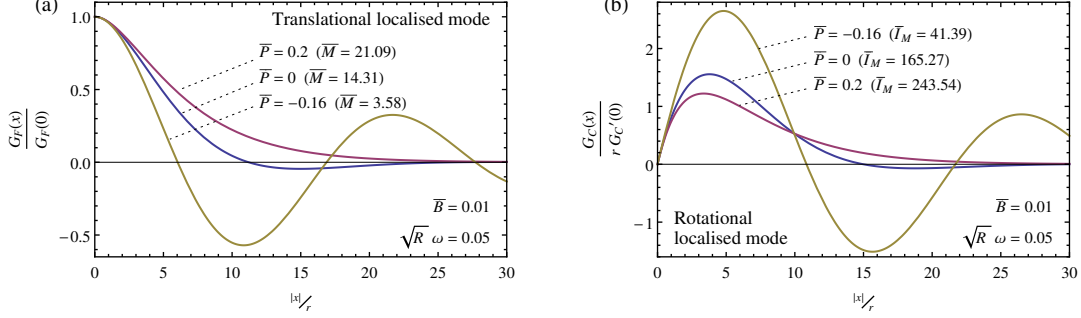 (a)
Translational localised mode
P̅ = 0.2 (M̅ = 21.09)
P̅ = 0 (M̅ = 14.31)
P̅ = −0.16 (M̅ = 3.58)
G_F(x)
G_F(0)
B̅ = 0.01
√R ω = 0.05
1.0
0.5
0.0
−0.5
0 5 10 15 20 25 30
|x|/r
(b)
P̅ = −0.16 (I̅_M = 41.39)
P̅ = 0 (I̅_M = 165.27)
P̅ = 0.2 (I̅_M = 243.54)
G_C(x)
r G_C′(0)
B̅ = 0.01
Rotational
localised mode
√R ω = 0.05
2
1
0
−1
0 5 10 15 20 25 30
|x|/r